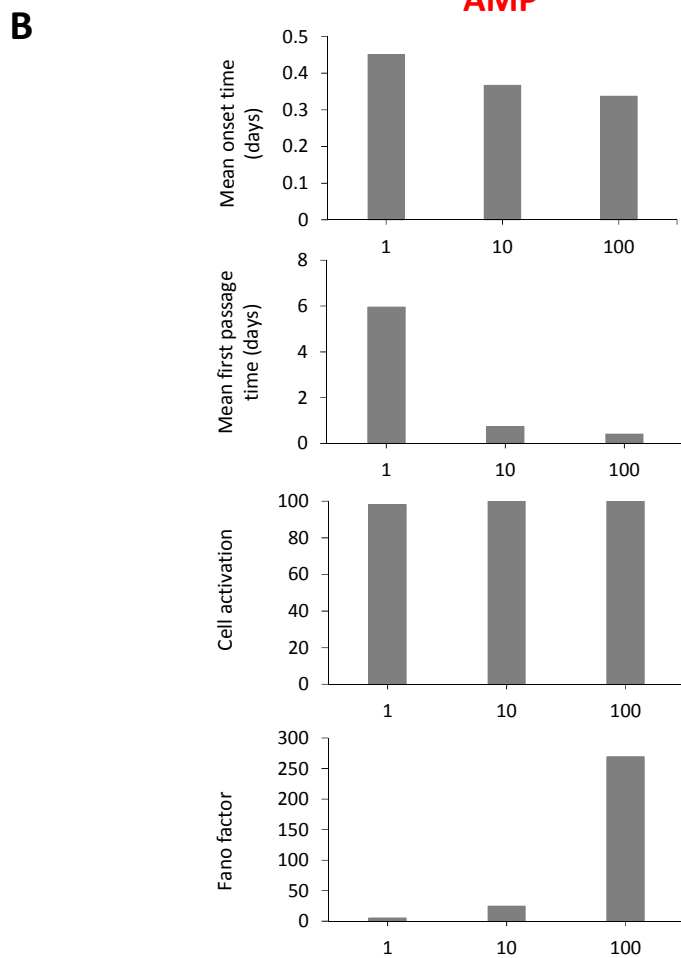 AMP
B
Mean onset time
(days)
0.5
0.4
0.3
0.2
0.1
0
1 10 100
Mean first passage
time (days)
8
6
4
2
0
1 10 100
Cell activation
100
80
60
40
20
0
1 10 100
Fano factor
300
250
200
150
100
50
0
1 10 100